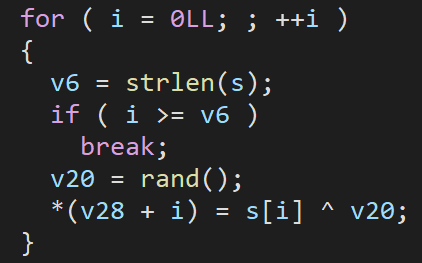 for ( i = 0LL; ; ++i )
{
v6 = strlen(s);
if ( i >= v6 )
break;
v20 = rand();
*(v28 + i) = s[i] ^ v20;
}